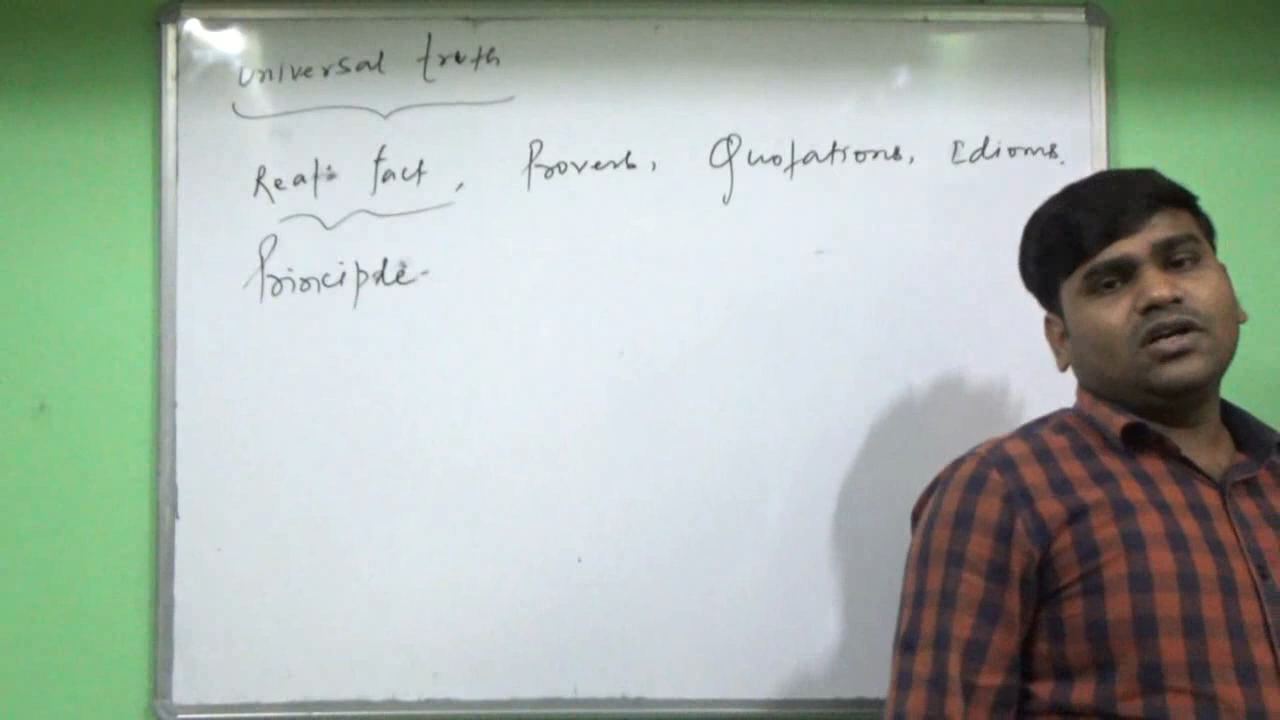 Universal truth
Real fact, Proverb, Quotations, Idioms.
Principle